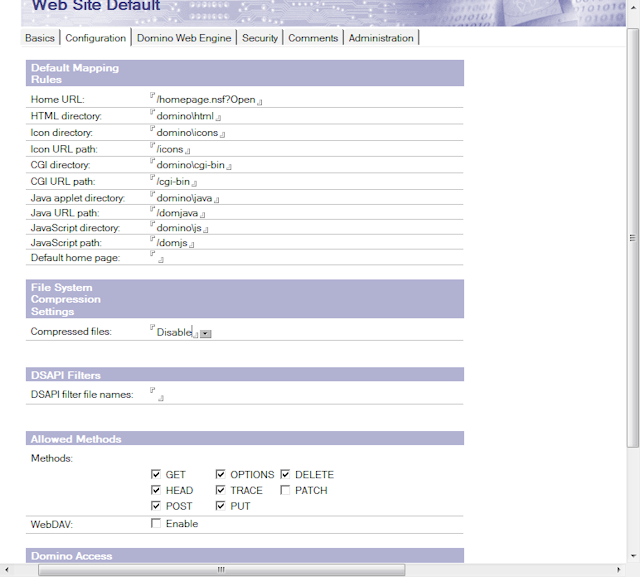 Web Site Default
Basics Configuration Domino Web Engine Security Comments Administration
Default Mapping
Rules
Home URL: /homepage.nsf?Open
HTML directory: domino\html
Icon directory: domino\icons
Icon URL path: /icons
CGI directory: domino\cgi-bin
CGI URL path: /cgi-bin
Java applet directory: domino\java
Java URL path: /domjava
JavaScript directory: domino\js
JavaScript path: /domjs
Default home page:
File System
Compression
Settings
Compressed files: Disable
DSAPI Filters
DSAPI filter file names:
Allowed Methods
Methods:
GET OPTIONS DELETE
HEAD TRACE PATCH
POST PUT
WebDAV: Enable
Domino Access